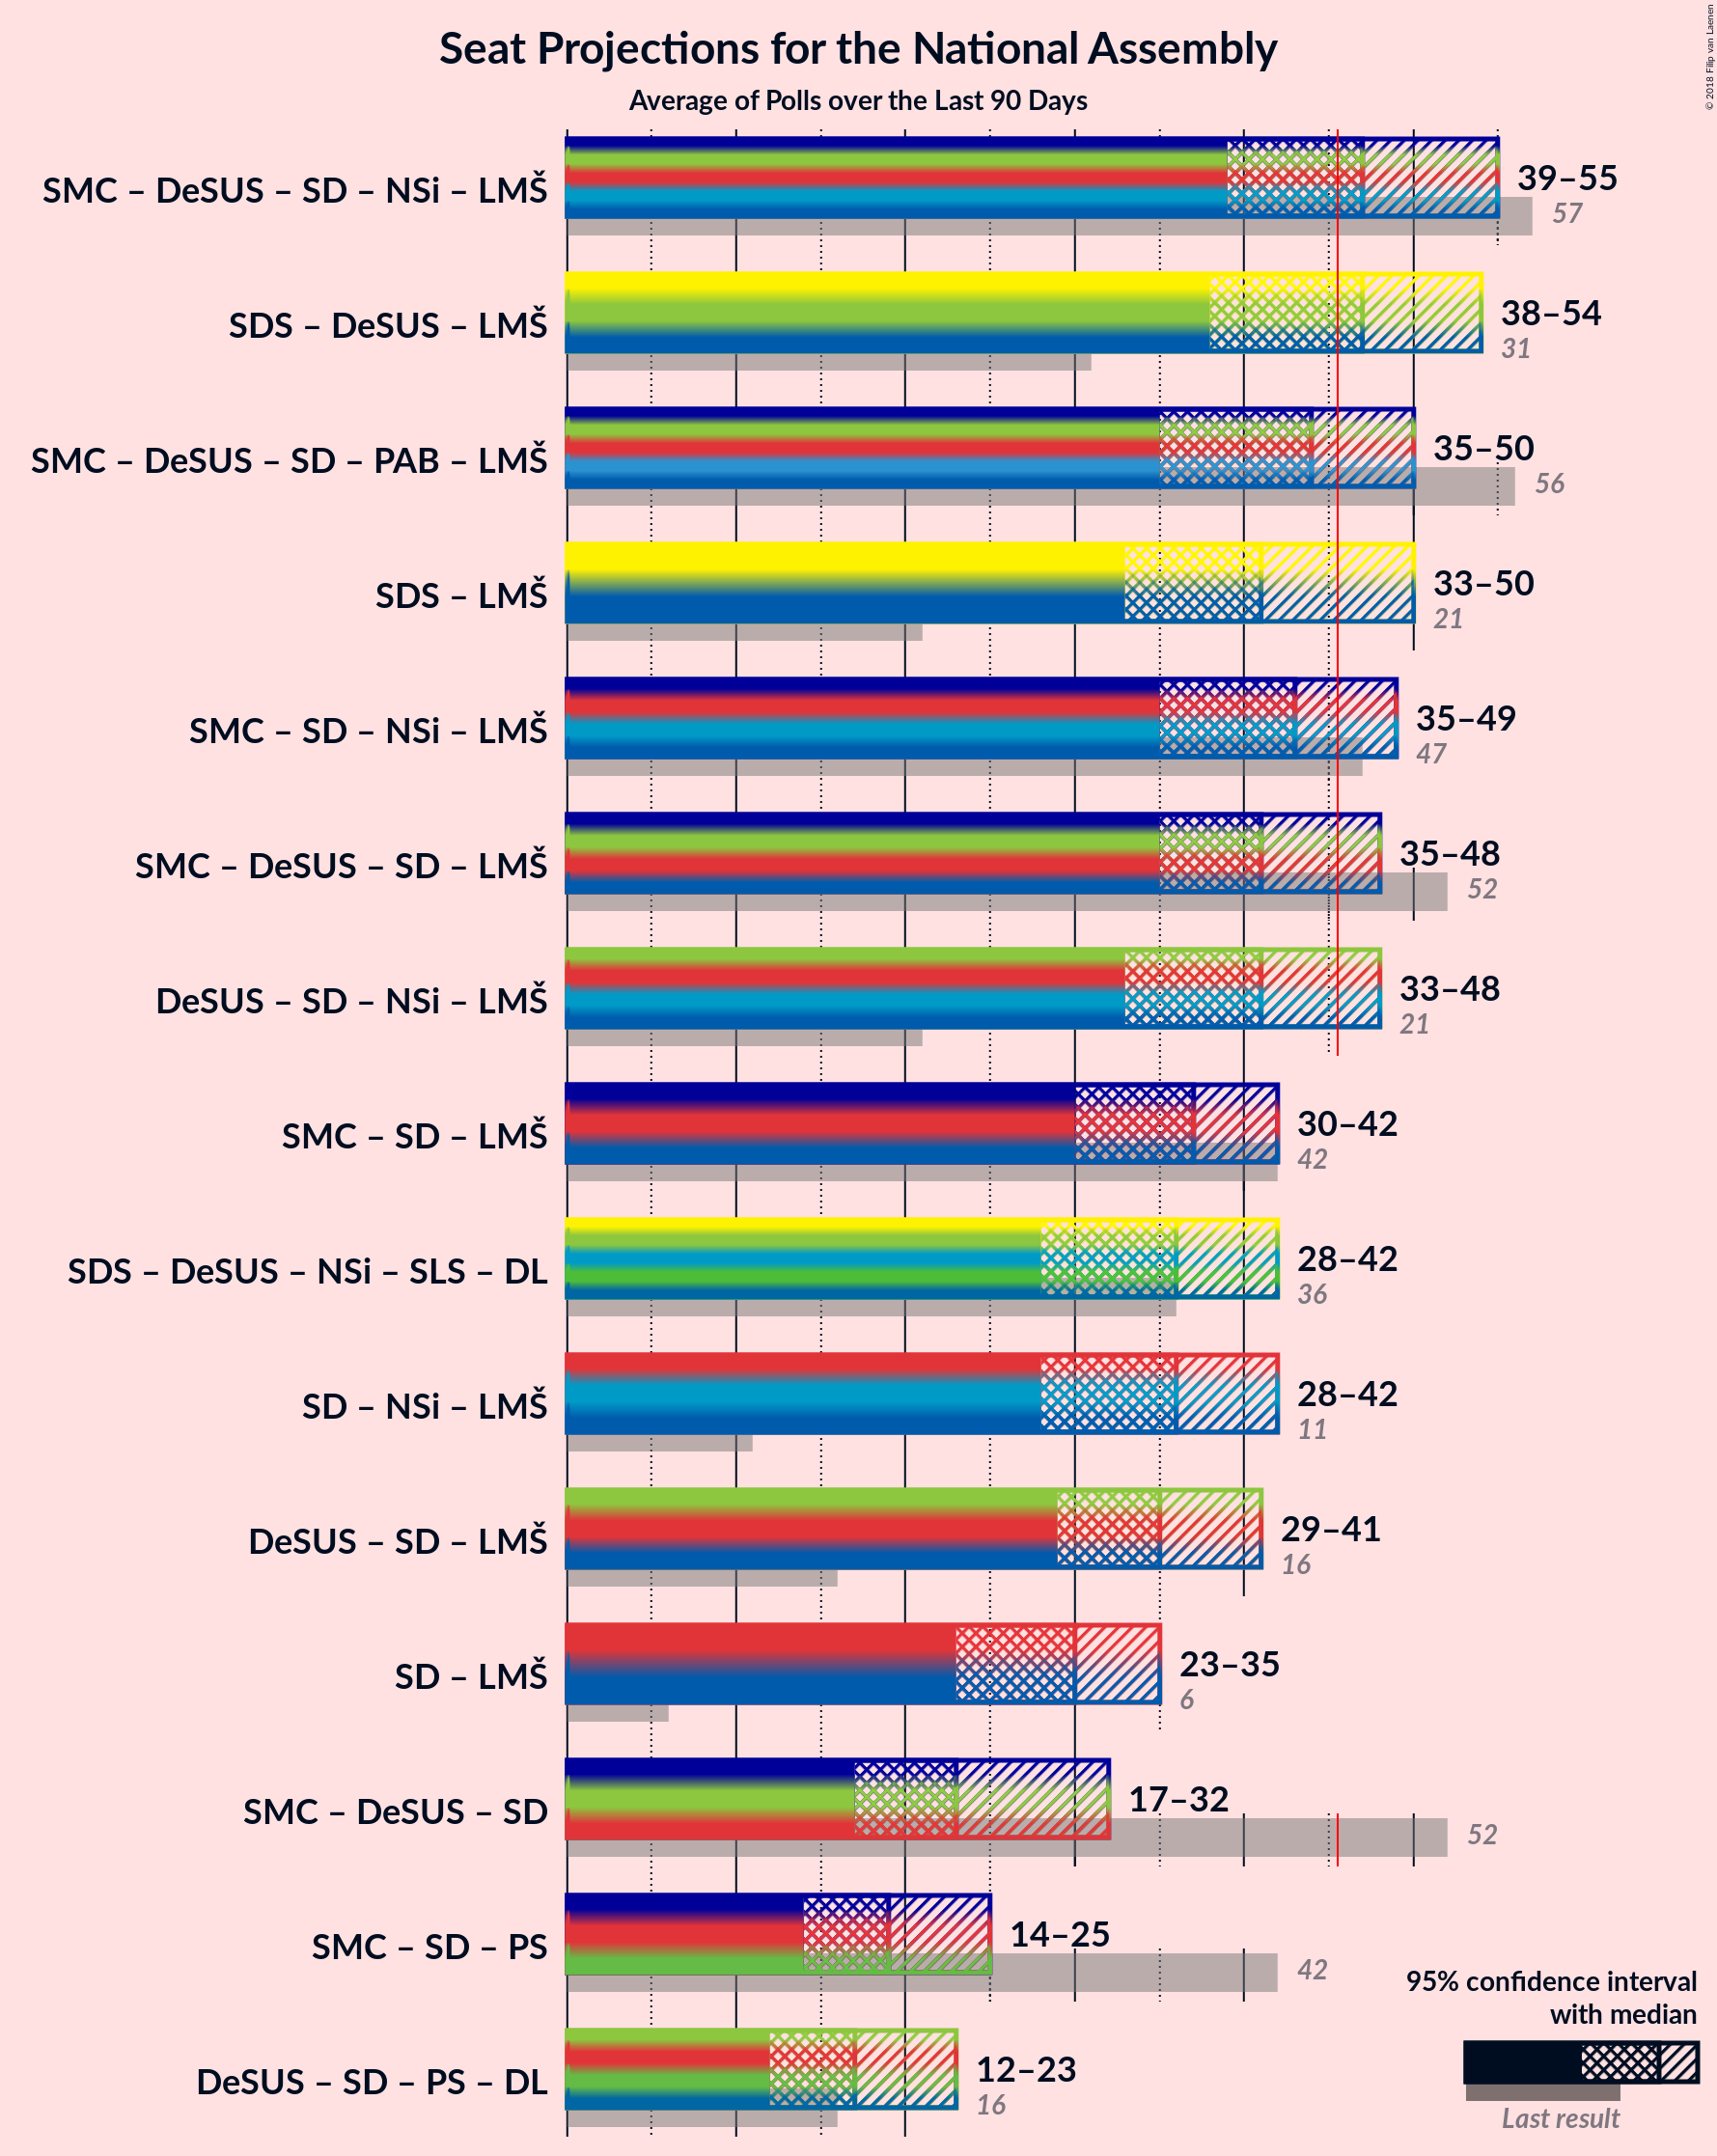 Seat Projections for the National Assembly
Average of Polls over the Last 90 Days
© 2018 Filip van Laenen
SMC – DeSUS – SD – NSi – LMŠ
39–55
57
SDS – DeSUS – LMŠ
38–54
31
SMC – DeSUS – SD – PAB – LMŠ
35–50
56
SDS – LMŠ
33–50
21
SMC – SD – NSi – LMŠ
35–49
47
SMC – DeSUS – SD – LMŠ
35–48
52
DeSUS – SD – NSi – LMŠ
33–48
21
SMC – SD – LMŠ
30–42
42
SDS – DeSUS – NSi – SLS – DL
28–42
36
SD – NSi – LMŠ
28–42
11
DeSUS – SD – LMŠ
29–41
16
SD – LMŠ
23–35
6
SMC – DeSUS – SD
17–32
52
SMC – SD – PS
14–25
42
DeSUS – SD – PS – DL
12–23
16
95% confidence interval
with median
Last result